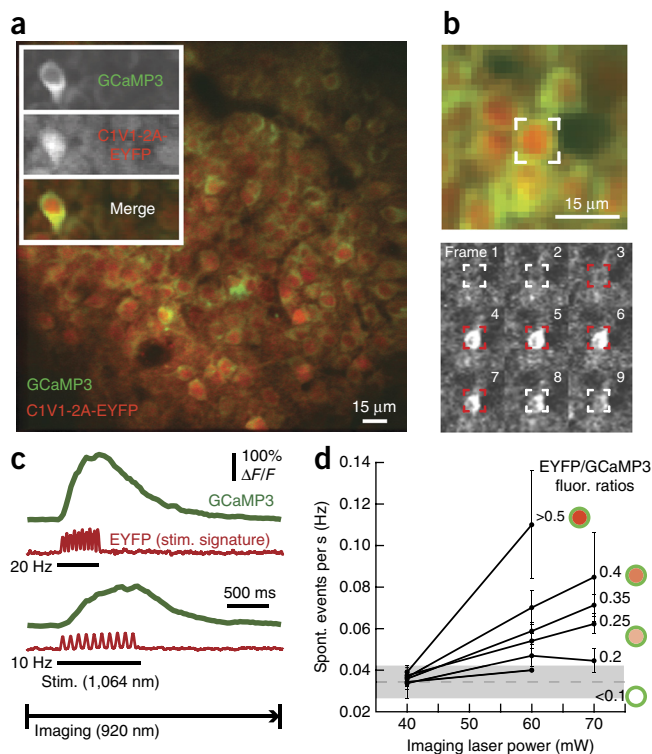 a
GCaMP3
C1V1-2A-
EYFP
Merge
GCaMP3
C1V1-2A-EYFP
15 μm
b
15 μm
Frame 1
2
3
4
5
6
7
8
9
c
100%
ΔF/F
GCaMP3
EYFP (stim. signature)
20 Hz
500 ms
10 Hz
Stim. (1,064 nm)
Imaging (920 nm)
d
EYFP/GCaMP3
fluor. ratios
Spont. events per s (Hz)
0.14
0.12
0.10
0.08
0.06
0.04
0.02
>0.5
0.4
0.35
0.25
0.2
<0.1
40
50
60
70
Imaging laser power (mW)